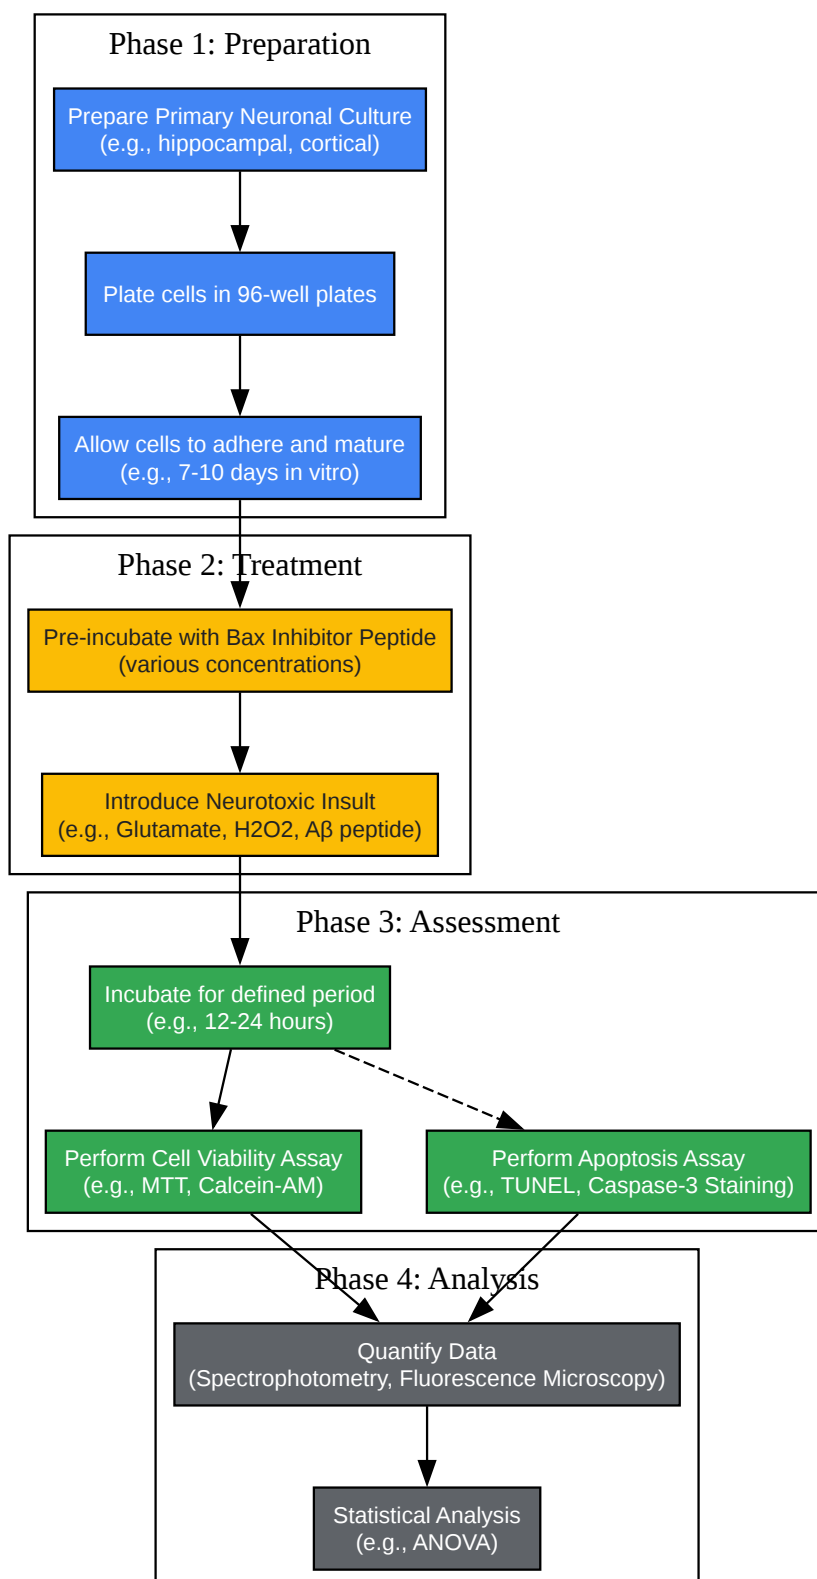 Phase 1: Preparation
Prepare Primary Neuronal Culture
(e.g., hippocampal, cortical)
Plate cells in 96-well plates
Allow cells to adhere and mature
(e.g., 7-10 days in vitro)
Phase 2: Treatment
Pre-incubate with Bax Inhibitor Peptide
(various concentrations)
Introduce Neurotoxic Insult
(e.g., Glutamate, H2O2, Aβ peptide)
Phase 3: Assessment
Incubate for defined period
(e.g., 12-24 hours)
Perform Cell Viability Assay
(e.g., MTT, Calcein-AM)
Perform Apoptosis Assay
(e.g., TUNEL, Caspase-3 Staining)
Phase 4: Analysis
Quantify Data
(Spectrophotometry, Fluorescence Microscopy)
Statistical Analysis
(e.g., ANOVA)